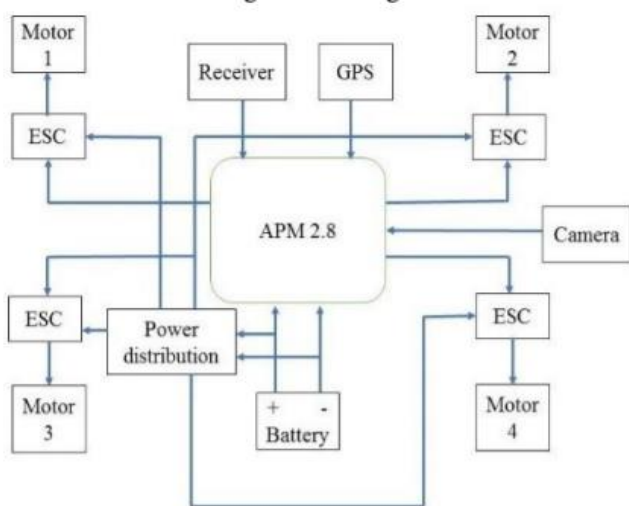 Motor
1
Receiver
GPS
Motor
2
ESC
ESC
APM 2.8
Camera
ESC
Power
distribution
ESC
Motor
3
+ -
Battery
Motor
4